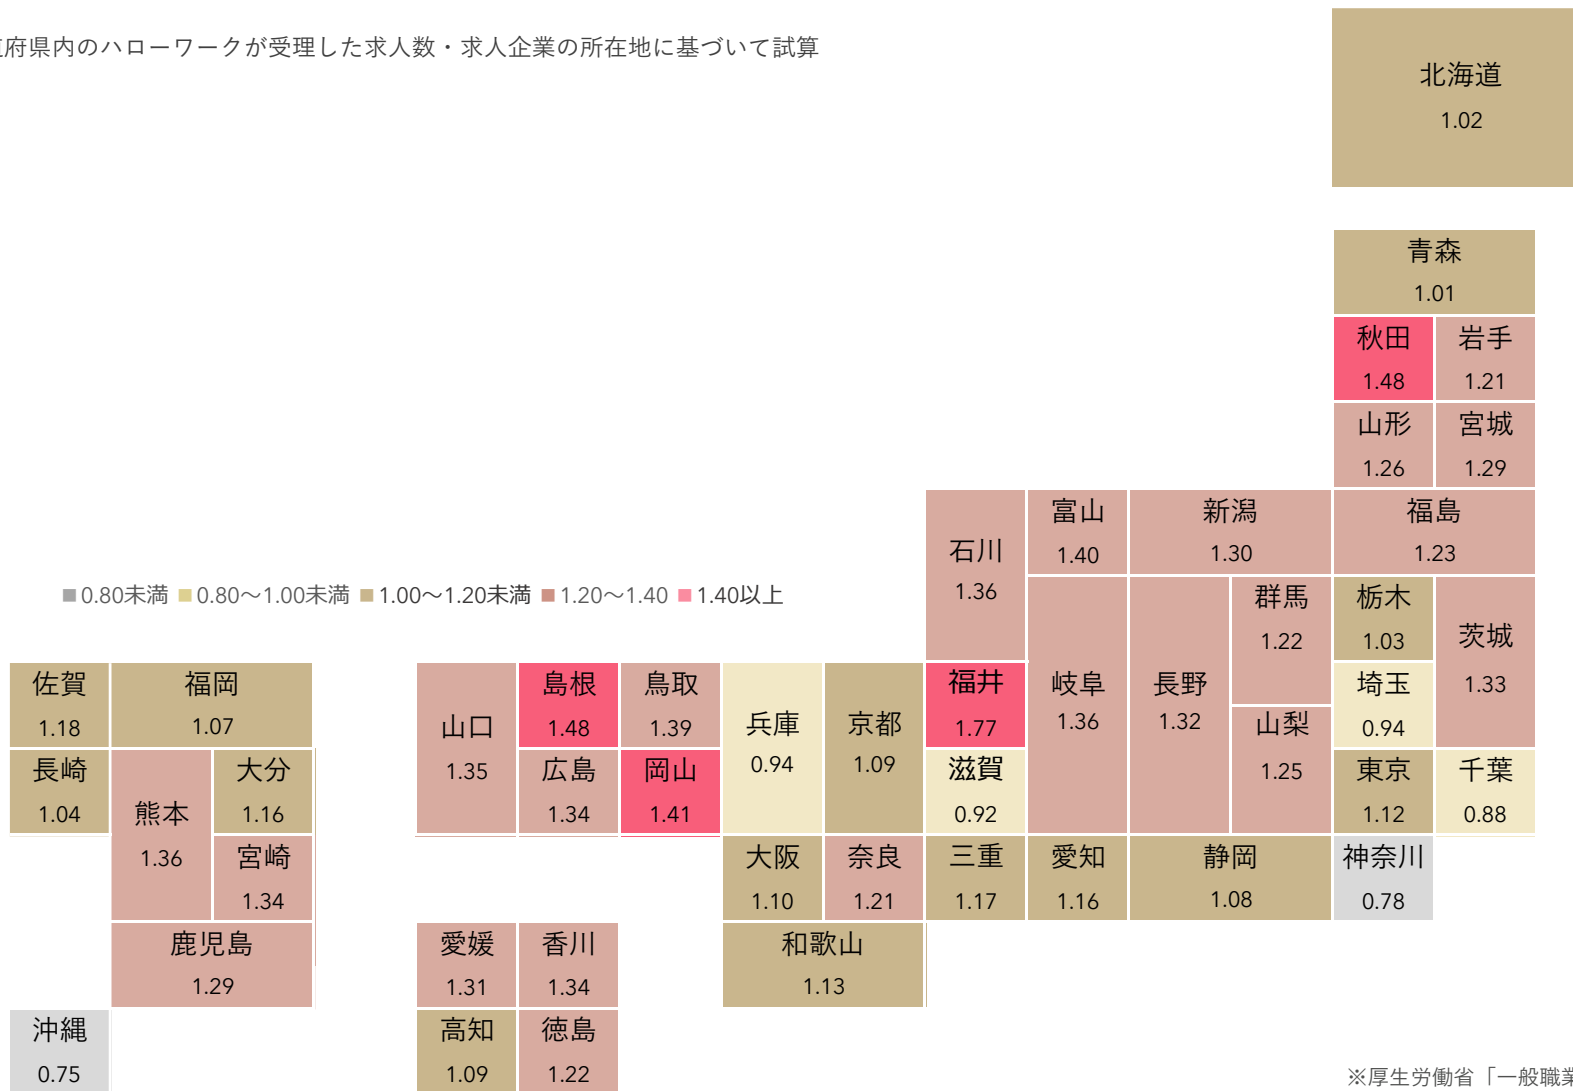 府県内のハローワークが受理した求人数・求人企業の所在地に基づいて試算
北海道
1.02
青森
1.01
秋田 岩手
1.48 1.21
山形 宮城
1.26 1.29
石川
1.36
富山
1.40
新潟
1.30
福島
1.23
■0.80未満 ■0.80～1.00未満 ■1.00～1.20未満 ■1.20～1.40 ■1.40以上
群馬
1.22
栃木
1.03
茨城
1.33
佐賀
1.18
福岡
1.07
山口
1.35
島根
1.48
鳥取
1.39
兵庫
0.94
京都
1.09
福井
1.77
岐阜
1.36
長野
1.32
埼玉
0.94
山梨
1.25
長崎
1.04
熊本
1.36
大分
1.16
広島
1.34
岡山
1.41
滋賀
0.92
東京
1.12
千葉
0.88
宮崎
1.34
大阪
1.10
奈良
1.21
三重
1.17
愛知
1.16
静岡
1.08
神奈川
0.78
鹿児島
1.29
愛媛
1.31
香川
1.34
和歌山
1.13
沖縄
0.75
高知
1.09
徳島
1.22
※厚生労働省「一般職業